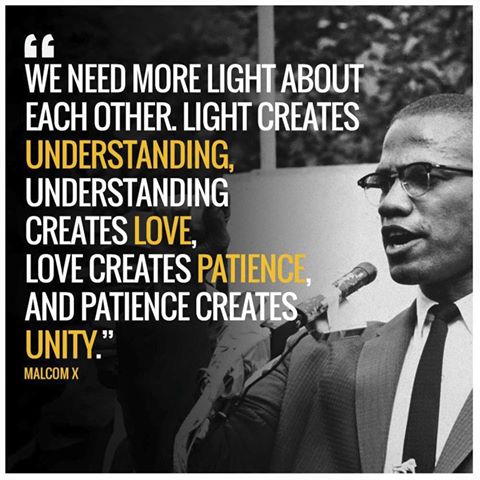 “
WE NEED MORE LIGHT ABOUT
EACH OTHER. LIGHT CREATES
UNDERSTANDING,
UNDERSTANDING
CREATES LOVE,
LOVE CREATES PATIENCE,
AND PATIENCE CREATES
UNITY.”
MALCOM X